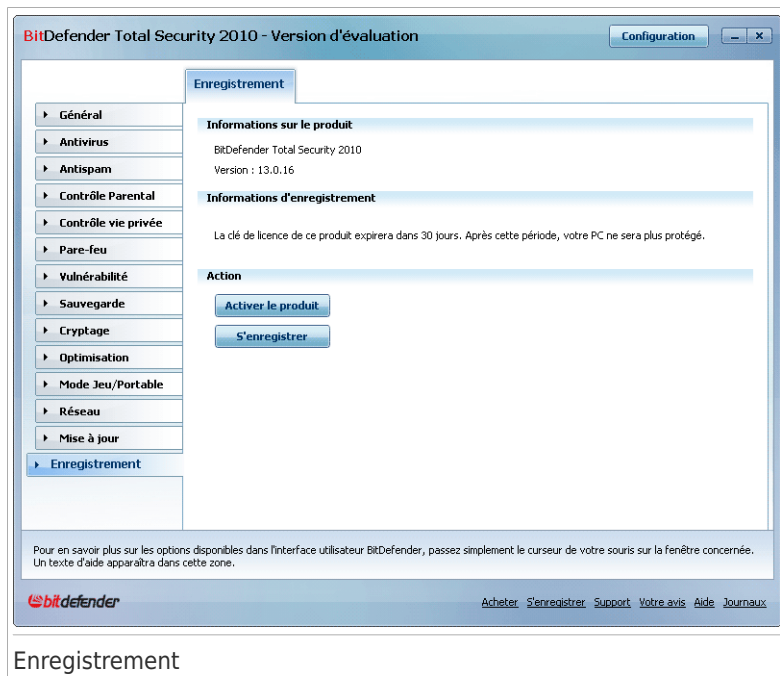 BitDefender Total Security 2010 - Version d'évaluation
Configuration
Enregistrement
Général
Antivirus
Antispam
Contrôle Parental
Contrôle vie privée
Pare-feu
Vulnérabilité
Sauvegarde
Cryptage
Optimisation
Mode Jeu/Portable
Réseau
Mise à jour
Enregistrement
Informations sur le produit
BitDefender Total Security 2010
Version : 13.0.16
Informations d'enregistrement
La clé de licence de ce produit expirera dans 30 jours. Après cette période, votre PC ne sera plus protégé.
Action
Activer le produit
S'enregistrer
Pour en savoir plus sur les options disponibles dans l'interface utilisateur BitDefender, passez simplement le curseur de votre souris sur la fenêtre concernée.
Un texte d'aide apparaîtra dans cette zone.
bitdefender
Acheter S'enregistrer Support Votre avis Aide Journaux
Enregistrement